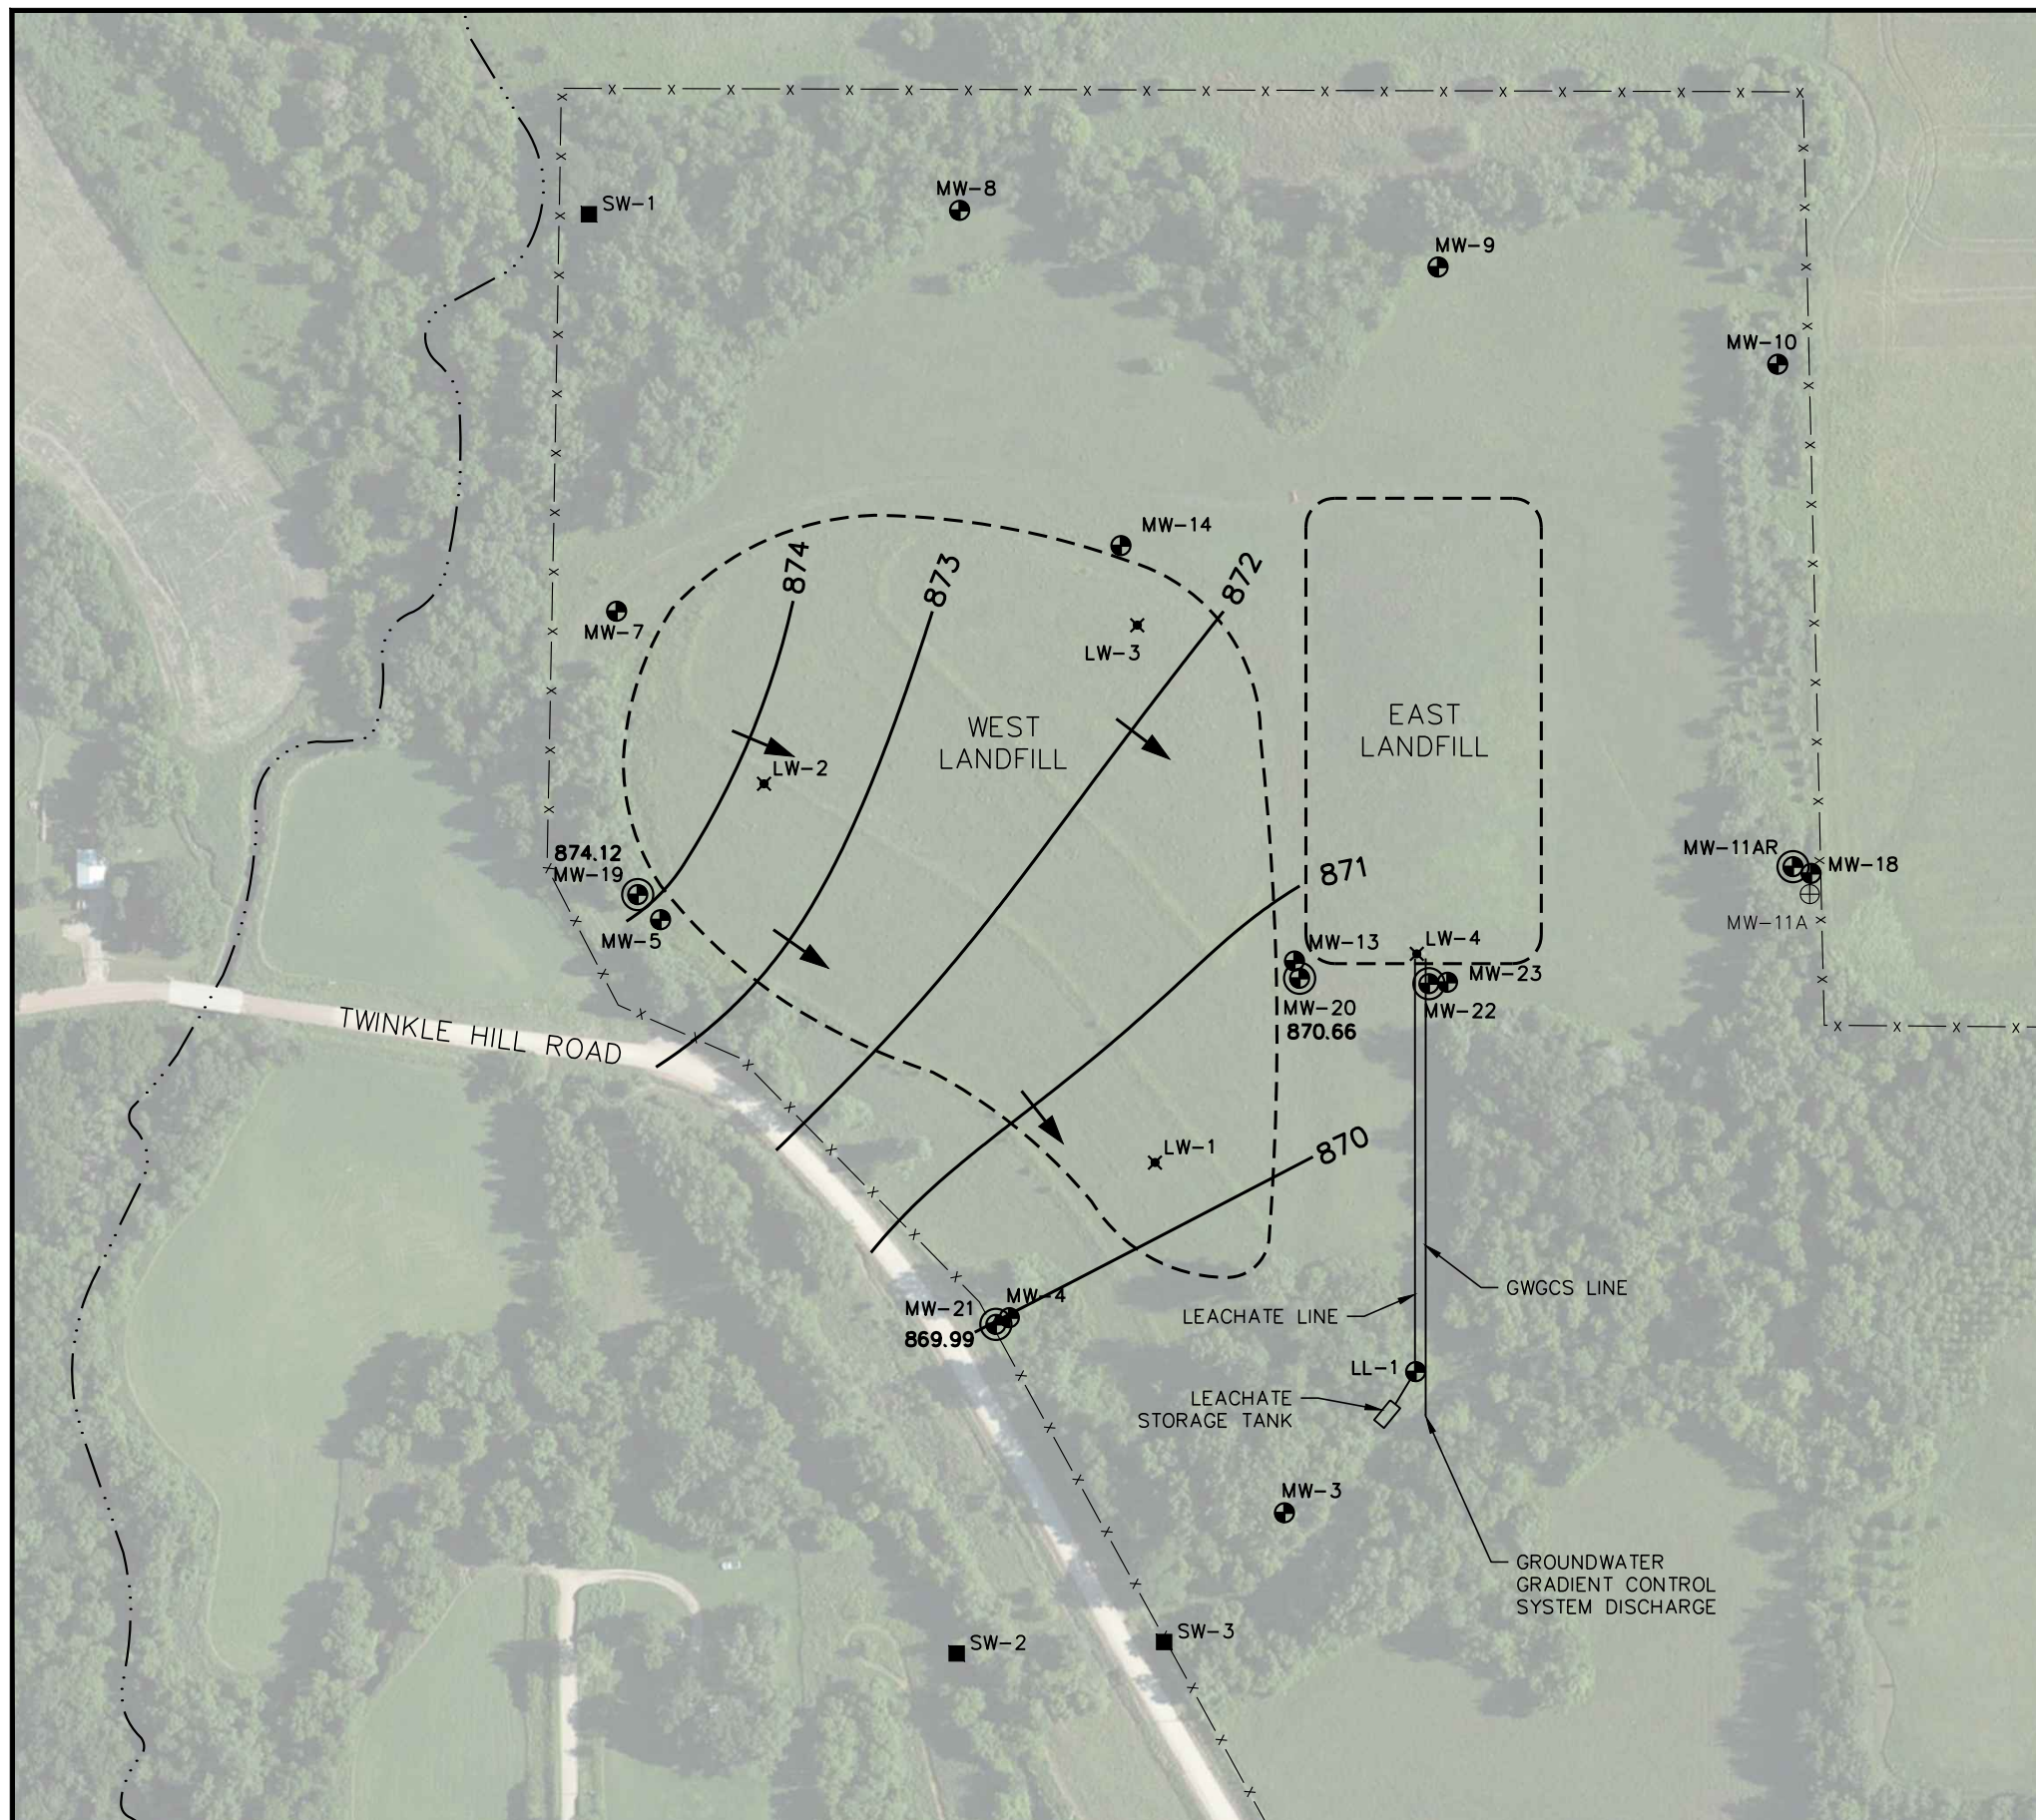 SW-1
MW-8
MW-9
MW-10
MW-14
874
873
872
MW-7
LW-3
WEST
LANDFILL
EAST
LANDFILL
LW-2
874.12
MW-19
MW-5
871
MW-11AR
MW-18
MW-11A
MW-13
LW-4
MW-23
MW-20
870.66
MW-22
TWINKLE HILL ROAD
LW-1
870
MW-21
MW-4
869.99
GWGCS LINE
LEACHATE LINE
LL-1
LEACHATE
STORAGE TANK
MW-3
GROUNDWATER
GRADIENT CONTROL
SYSTEM DISCHARGE
SW-2
SW-3